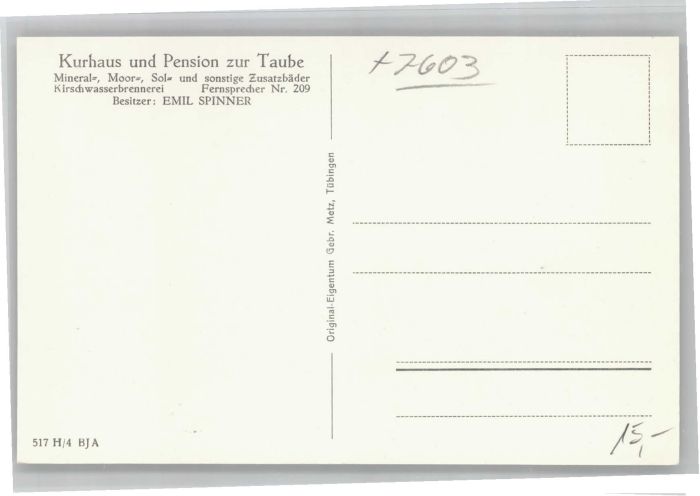 Kurhaus und Pension zur Taube
Mineral=, Moor=, Sol= und sonstige Zusatzbäder
Kirschwasserbrennerei Fernsprecher Nr. 209
Besitzer: EMIL SPINNER
+7603
Original-Eigentum Gebr. Metz, Tübingen
517 H/4 BJA
15,-